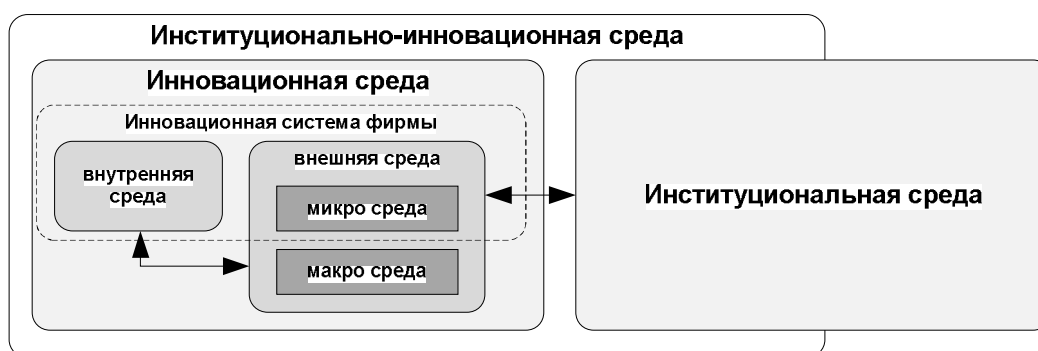 Институционально-инновационная среда
Инновационная среда
Инновационная система фирмы
внутренняя
среда
внешняя среда
микро среда
макро среда
Институциональная среда